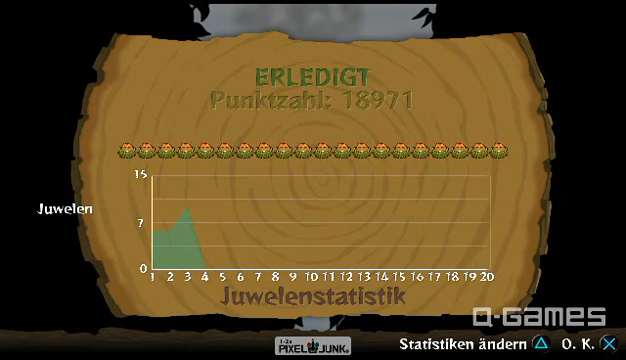 ERLEDIGT
Punktzahl: 18971
15
Juwelen
7
0
1 2 3 4 5 6 7 8 9 10 11 12 13 14 15 16 17 18 19 20
Juwelenstatistik
Q-GAMES
PIXELJUNK
Statistiken ändern O. K.